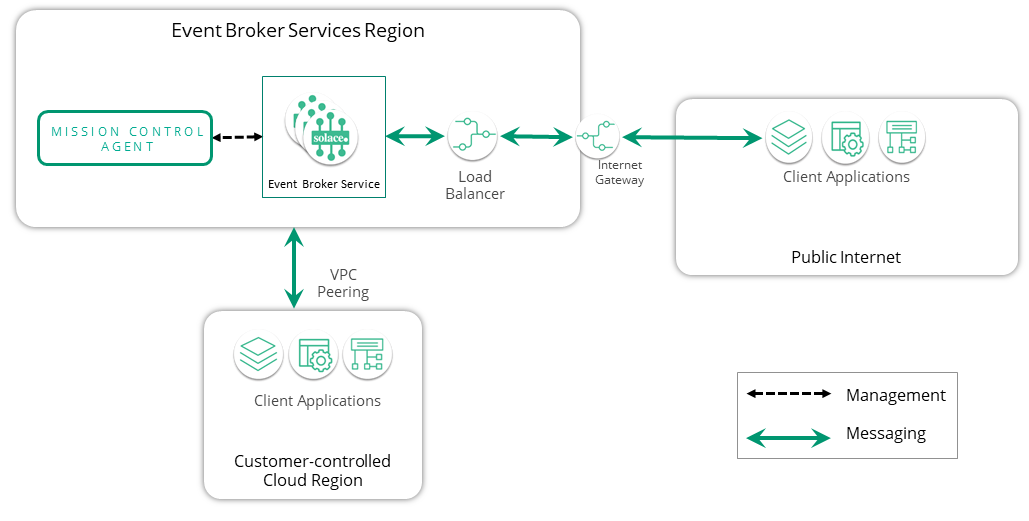 Event Broker Services Region
MISSION CONTROL
AGENT
solace.
Event Broker Service
Load
Balancer
Internet
Gateway
Client Applications
Public Internet
VPC
Peering
Client Applications
Customer-controlled
Cloud Region
Management
Messaging